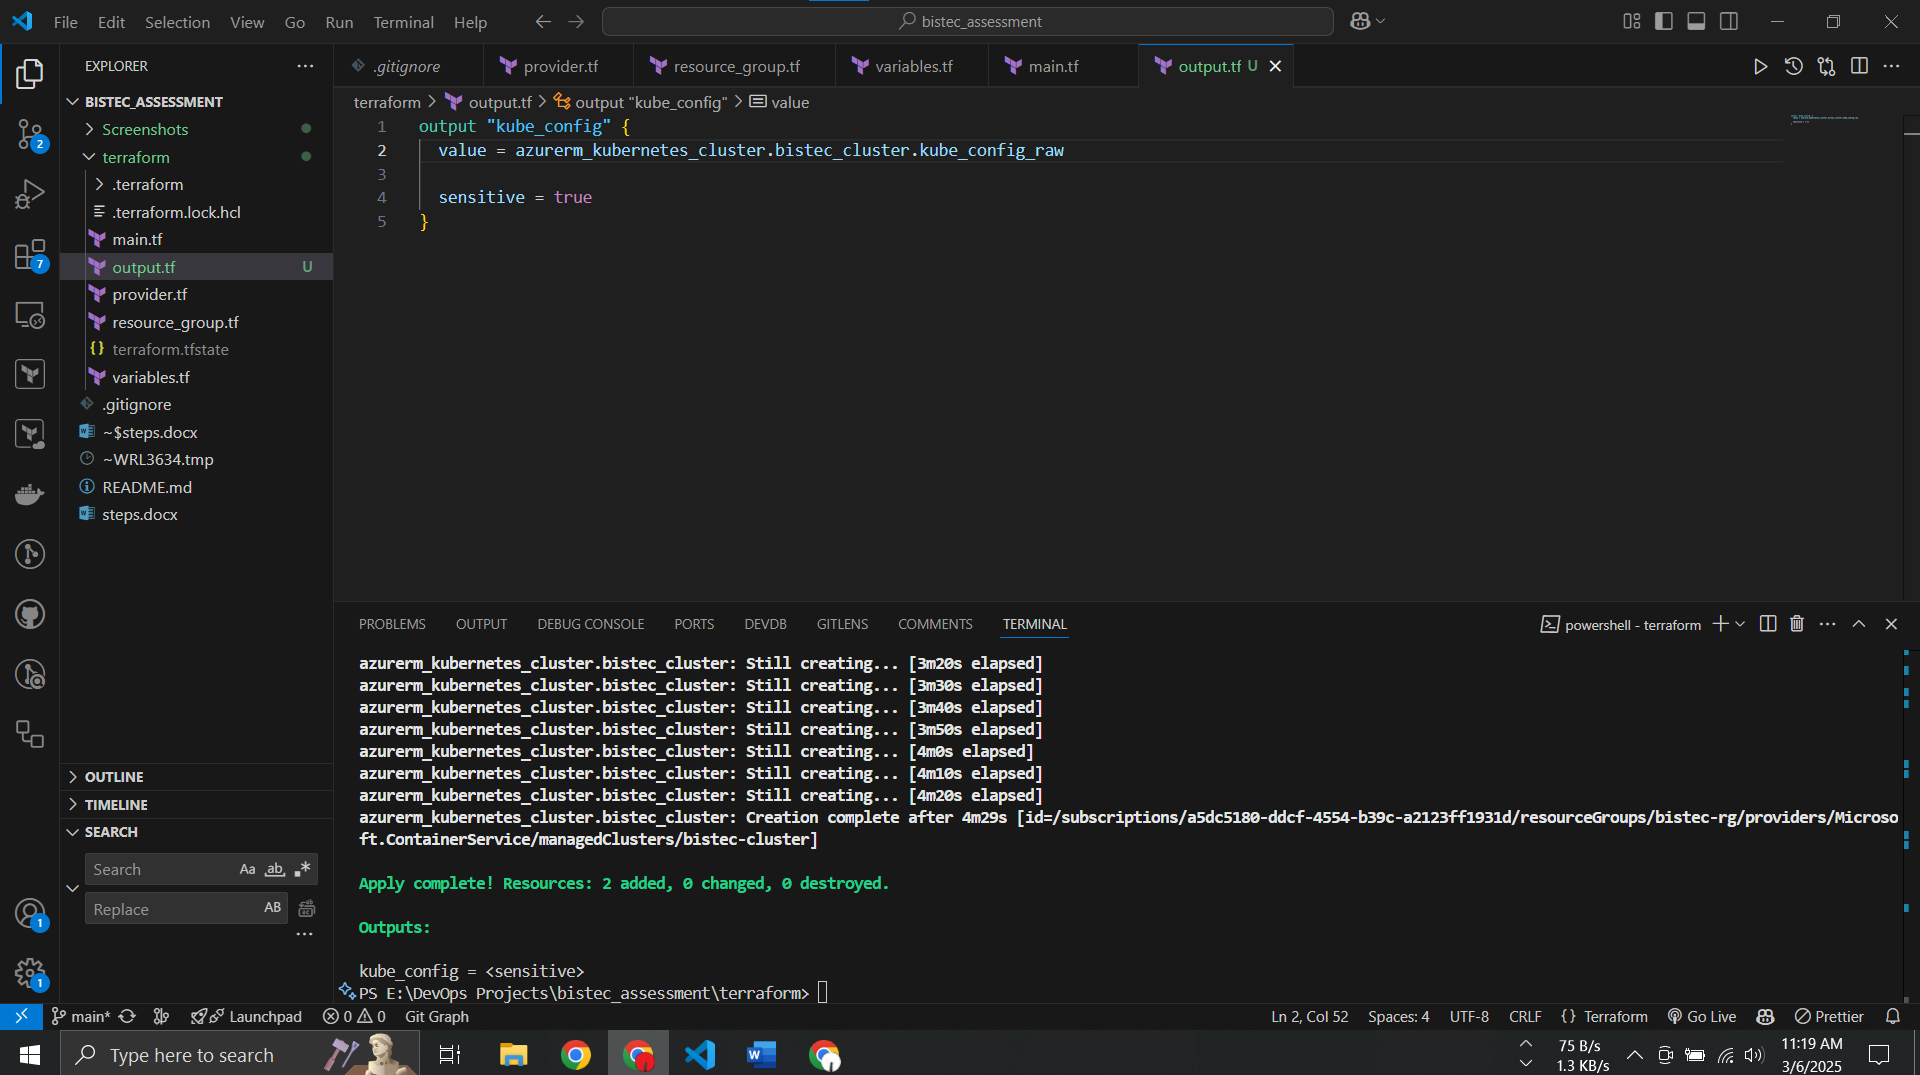 File Edit Selection View Go Run Terminal Help
bistec_assessment
EXPLORER
BISTEC_ASSESSMENT
Screenshots
terraform
.terraform
.terraform.lock.hcl
main.tf
output.tf U
provider.tf
resource_group.tf
terraform.tfstate
variables.tf
.gitignore
~$steps.docx
~WRL3634.tmp
README.md
steps.docx
OUTLINE
TIMELINE
SEARCH
Search Aa ab
Replace AB
2
7
1
1
.gitignore provider.tf resource_group.tf variables.tf main.tf output.tf U
terraform > output.tf > output "kube_config" > value
1 output "kube_config" {
2 value = azurerm_kubernetes_cluster.bistec_cluster.kube_config_raw
3
4 sensitive = true
5 }
PROBLEMS OUTPUT DEBUG CONSOLE PORTS DEVDB GITLENS COMMENTS TERMINAL
powershell - terraform
azurerm_kubernetes_cluster.bistec_cluster: Still creating... [3m20s elapsed]
azurerm_kubernetes_cluster.bistec_cluster: Still creating... [3m30s elapsed]
azurerm_kubernetes_cluster.bistec_cluster: Still creating... [3m40s elapsed]
azurerm_kubernetes_cluster.bistec_cluster: Still creating... [3m50s elapsed]
azurerm_kubernetes_cluster.bistec_cluster: Still creating... [4m0s elapsed]
azurerm_kubernetes_cluster.bistec_cluster: Still creating... [4m10s elapsed]
azurerm_kubernetes_cluster.bistec_cluster: Still creating... [4m20s elapsed]
azurerm_kubernetes_cluster.bistec_cluster: Creation complete after 4m29s [id=/subscriptions/a5dc5180-ddcf-4554-b39c-a2123ff1931d/resourceGroups/bistec-rg/providers/Microso
ft.ContainerService/managedClusters/bistec-cluster]
Apply complete! Resources: 2 added, 0 changed, 0 destroyed.
Outputs:
kube_config = <sensitive>
PS E:\DevOps Projects\bistec_assessment\terraform>
main* Launchpad 0 0 Git Graph
Ln 2, Col 52 Spaces: 4 UTF-8 CRLF {} Terraform Go Live Prettier
Type here to search
75 B/s
1.3 KB/s
11:19 AM
3/6/2025